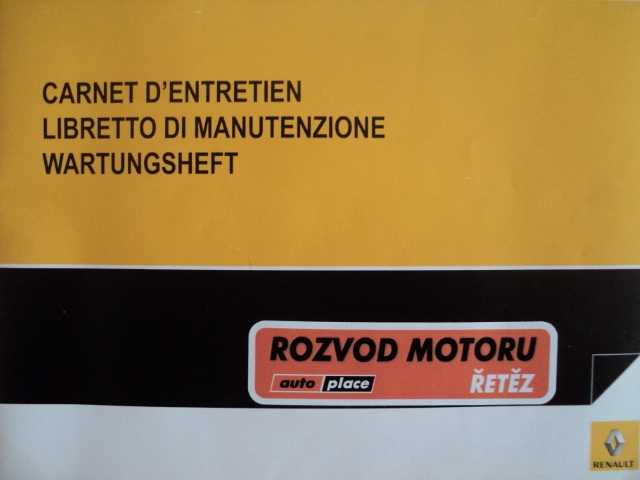 CARNET D'ENTRETIEN
LIBRETTO DI MANUTENZIONE
WARTUNGSHEFT
ROZVOD MOTORU
auto place ŘETĚZ
RENAULT